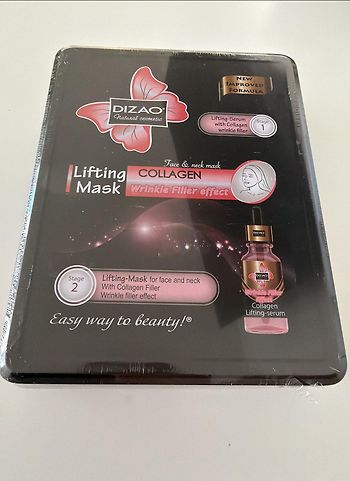 DIZAO®
Natural cosmetic
NEW
IMPROVED
FORMULA
Lifting-Serum
with Collagen
wrinkle filler
Stage
1
Face & neck mask
Lifting
Mask
COLLAGEN
Wrinkle Filler effect
Stage
2
Lifting-Mask for face and neck
With Collagen Filler
Wrinkle filler effect
DIZAO
Collagen
Lifting-serum
Easy way to beauty!®